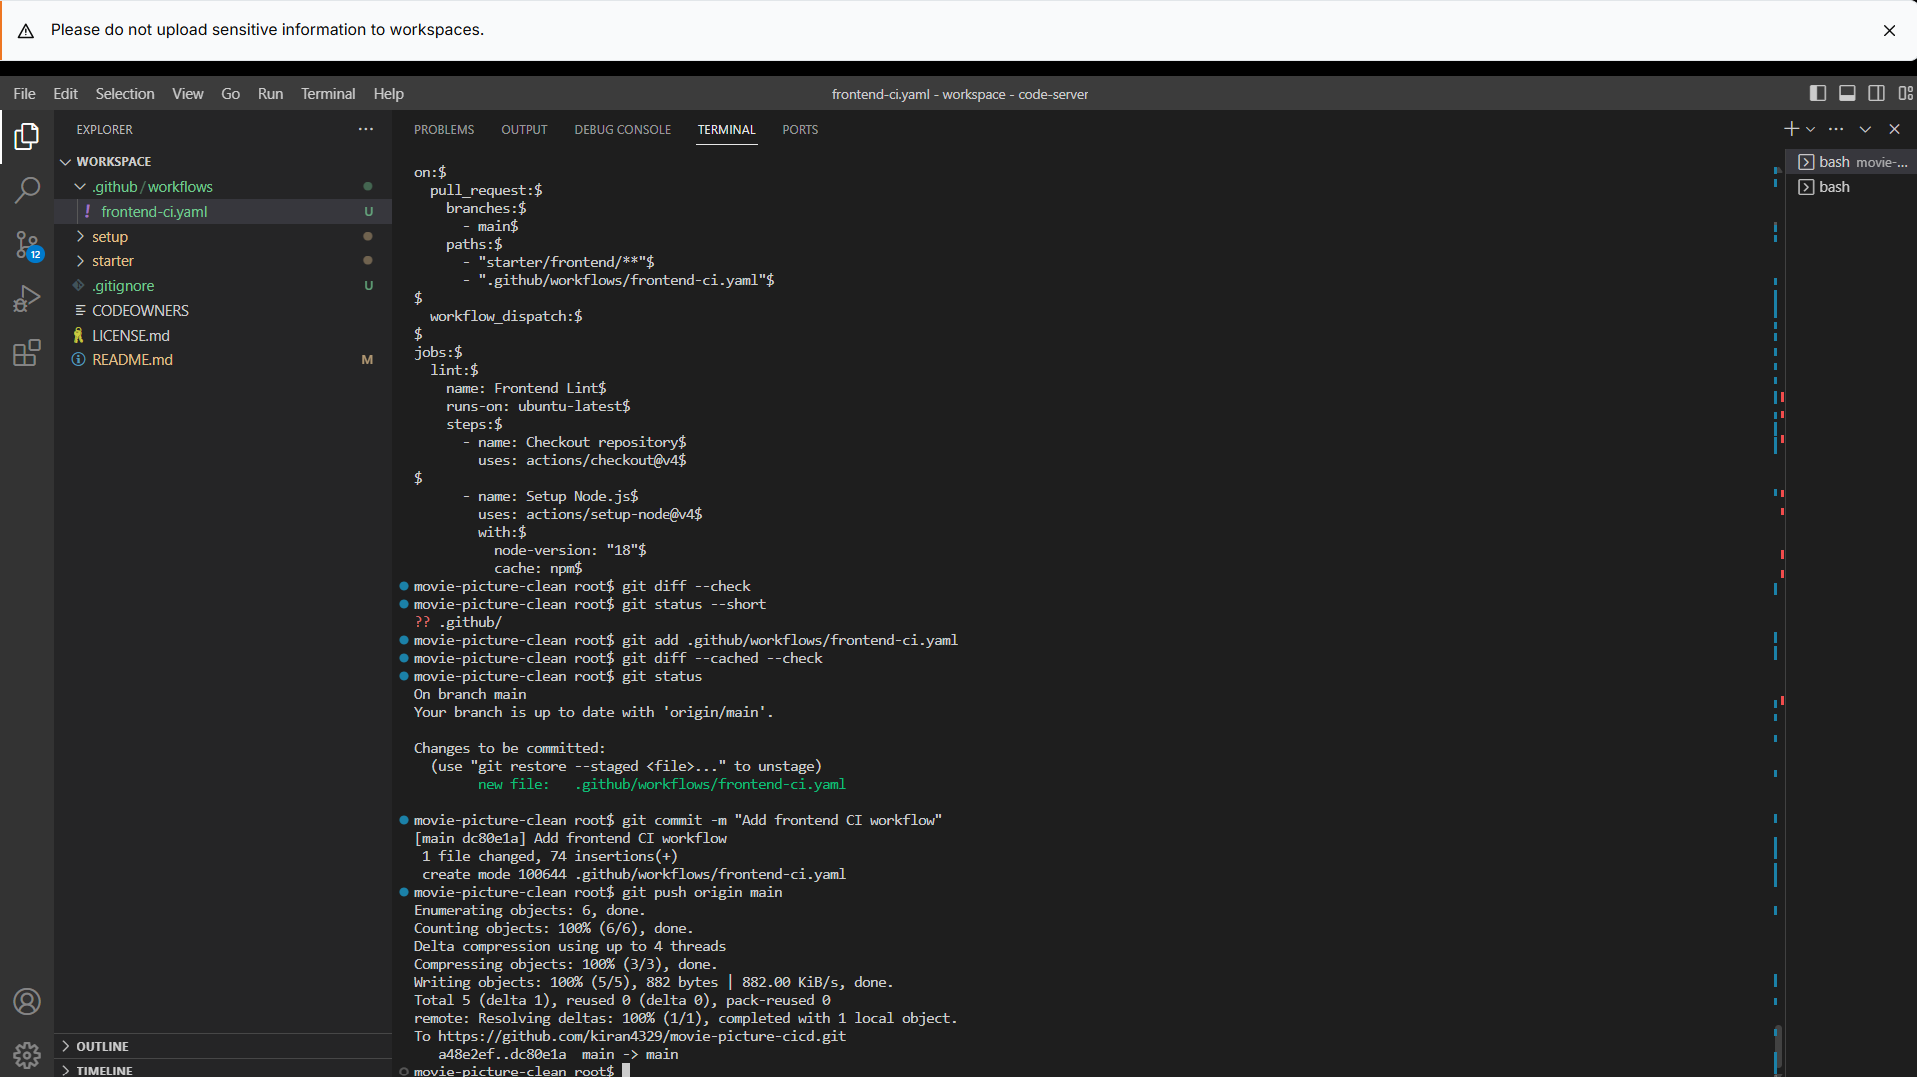 Please do not upload sensitive information to workspaces.
File Edit Selection View Go Run Terminal Help
frontend-ci.yaml - workspace - code-server
EXPLORER
WORKSPACE
.github / workflows
! frontend-ci.yaml U
setup
starter
.gitignore U
CODEOWNERS
LICENSE.md
README.md M
12
OUTLINE
TIMELINE
PROBLEMS OUTPUT DEBUG CONSOLE TERMINAL PORTS
on:$
  pull_request:$
    branches:$
      - main$
    paths:$
      - "starter/frontend/**"$
      - ".github/workflows/frontend-ci.yaml"$
$
  workflow_dispatch:$
$
jobs:$
  lint:$
    name: Frontend Lint$
    runs-on: ubuntu-latest$
    steps:$
      - name: Checkout repository$
        uses: actions/checkout@v4$
$
      - name: Setup Node.js$
        uses: actions/setup-node@v4$
        with:$
          node-version: "18"$
          cache: npm$
movie-picture-clean root$ git diff --check
movie-picture-clean root$ git status --short
?? .github/
movie-picture-clean root$ git add .github/workflows/frontend-ci.yaml
movie-picture-clean root$ git diff --cached --check
movie-picture-clean root$ git status
On branch main
Your branch is up to date with 'origin/main'.
Changes to be committed:
  (use "git restore --staged <file>..." to unstage)
        new file:   .github/workflows/frontend-ci.yaml
movie-picture-clean root$ git commit -m "Add frontend CI workflow"
[main dc80e1a] Add frontend CI workflow
 1 file changed, 74 insertions(+)
 create mode 100644 .github/workflows/frontend-ci.yaml
movie-picture-clean root$ git push origin main
Enumerating objects: 6, done.
Counting objects: 100% (6/6), done.
Delta compression using up to 4 threads
Compressing objects: 100% (3/3), done.
Writing objects: 100% (5/5), 882 bytes | 882.00 KiB/s, done.
Total 5 (delta 1), reused 0 (delta 0), pack-reused 0
remote: Resolving deltas: 100% (1/1), completed with 1 local object.
To https://github.com/kiran4329/movie-picture-cicd.git
   a48e2ef..dc80e1a  main -> main
movie-picture-clean root$
bash movie-...
bash